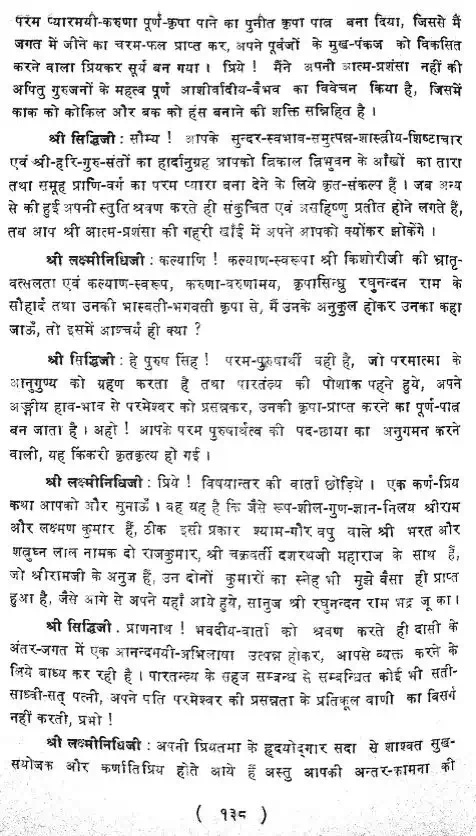 परम प्यारमयी-करुणा पूर्ण-कृपा पाने का पुनीत कृपा पात्र बना दिया, जिससे मैं
जगत में जीने का चरम-फल प्राप्त कर, अपने पूर्वजों के मुख-पंकज को विकसित
करने वाला प्रियकर सूर्य बन गया। प्रिये! मैंने अपनी आत्म-प्रशंसा नहीं की
अपितु गुरुजनों के महत्व पूर्ण आशीर्वादीय-वैभव का विवेचन किया है, जिसमें
काक को कोकिल और बक को हंस बनाने की शक्ति सन्निहित है।
श्री सिद्धिजी : सौम्य! आपके सुन्दर-स्वभाव-समुत्पन्न-शास्त्रीय-शिष्टाचार
एवं श्री-हरि-गुरु-संतों का हार्दानुग्रह आपको त्रिकाल त्रिभुवन के आँखों का तारा
तथा समूह प्राणि-वर्ग का परम प्यारा बना देने के लिये कृत-संकल्प हैं। जब अन्य
से की हुई अपनी स्तुति श्रवण करते ही संकुचित एवं असहिष्णु प्रतीत होने लगते हैं,
तब आप श्री आत्म-प्रशंसा की गहरी खाँई में अपने आपको क्योंकर झोकेंगे।
श्री लक्ष्मीनिधिजी : कल्याणि! कल्याण-स्वरूपा श्री किशोरीजी की भ्रातृ-
वत्सलता एवं कल्याण-स्वरूप, करुणा-वरुणामय, कृपासिन्धु रघुनन्दन राम के
सौहार्द तथा उनकी भास्वती-भगवती कृपा से, मैं उनके अनुकूल होकर उनका कहा
जाऊँ, तो इसमें आश्चर्य ही क्या?
श्री सिद्धिजी : हे पुरुष सिंह! परम-पुरुषार्थी वही है, जो परमात्मा के
आनुगुण्य को ग्रहण करता है तथा पारतंत्र्य की पोशाक पहने हुये, अपने
अङ्गीय हाव-भाव से परमेश्वर को प्रसन्नकर, उनकी कृपा-प्राप्त करने का पूर्ण-पात्र
बन जाता है। अहो! आपके परम पुरुषार्थत्व की पद-छाया का अनुगमन करने
वाली, यह किंकरी कृतकृत्य हो गई।
श्री लक्ष्मीनिधिजी : प्रिये! विषयान्तर की वार्ता छोड़िये। एक कर्ण-प्रिय
कथा आपको और सुनाऊँ। वह यह है कि जैसे रूप-शील-गुण-ज्ञान-निलय श्रीराम
और लक्ष्मण कुमार हैं, ठीक इसी प्रकार श्याम-गौर वपु वाले श्री भरत और
शत्रुघ्न लाल नामक दो राजकुमार, श्री चक्रवर्ती दशरथजी महाराज के साथ हैं,
जो श्रीरामजी के अनुज हैं, उन दोनों कुमारों का स्नेह भी मुझे वैसा ही प्राप्त
हुआ है, जैसे आगे से अपने यहाँ आये हुये, सानुज श्री रघुनन्दन राम भद्र जू का।
श्री सिद्धिजी : प्राणनाथ! भवदीय-वार्ता को श्रवण करते ही दासी के
अंतर-जगत में एक आनन्दमयी-अभिलाषा उत्पन्न होकर, आपसे व्यक्त करने के
लिये बाध्य कर रही है। पारतन्त्र्य के सहज सम्बन्ध से सम्बन्धित कोई भी सती-
साध्वी-सत् पत्नी, अपने पति परमेश्वर की प्रसन्नता के प्रतिकूल वाणी का विसर्ग
नहीं करती, प्रभो!
श्री लक्ष्मीनिधिजी : अपनी प्रियतमा के हृदयोद्गार सदा से शाश्वत सुख-
संयोजक और कर्णातिप्रिय होते आये हैं अस्तु आपकी अन्तर-कामना की
( १३८ )